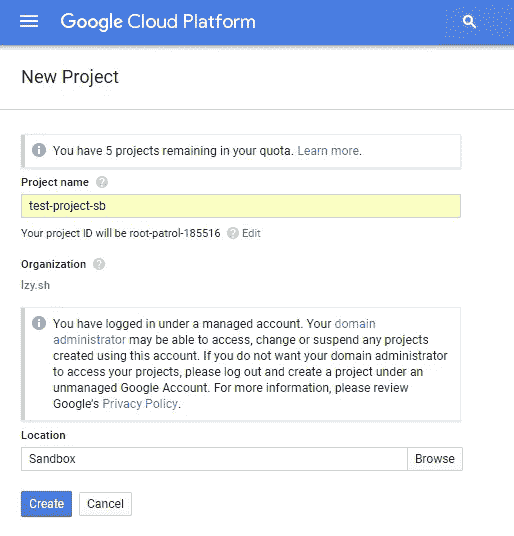 Google Cloud Platform
New Project
You have 5 projects remaining in your quota. Learn more.
Project name
test-project-sb
Your project ID will be root-patrol-185516 Edit
Organization
lzy.sh
You have logged in under a managed account. Your domain
administrator may be able to access, change or suspend any projects
created using this account. If you do not want your domain administrator
to access your projects, please log out and create a project under an
unmanaged Google Account. For more information, please review
Google's Privacy Policy.
Location
Sandbox Browse
Create Cancel